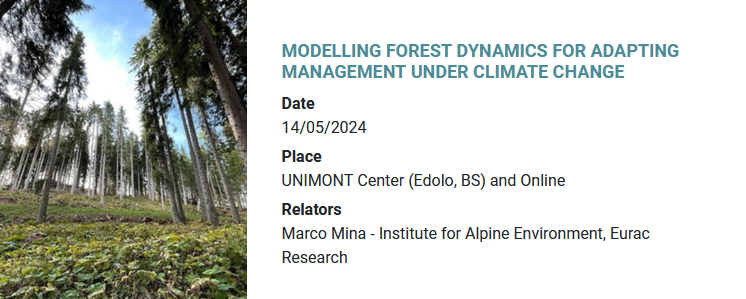 MODELLING FOREST DYNAMICS FOR ADAPTING
MANAGEMENT UNDER CLIMATE CHANGE
Date
14/05/2024
Place
UNIMONT Center (Edolo, BS) and Online
Relators
Marco Mina - Institute for Alpine Environment, Eurac
Research